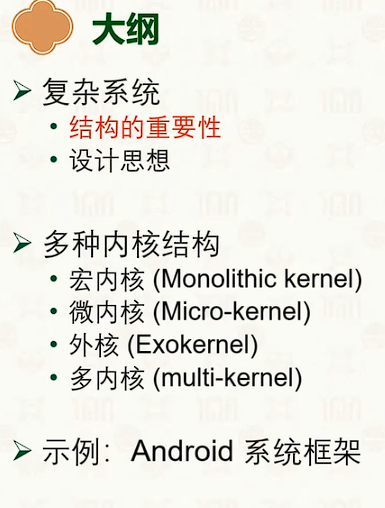 大纲
复杂系统
结构的重要性
设计思想
多种内核结构
宏内核 (Monolithic kernel)
微内核 (Micro-kernel)
外核 (Exokernel)
多内核 (multi-kernel)
示例：Android 系统框架